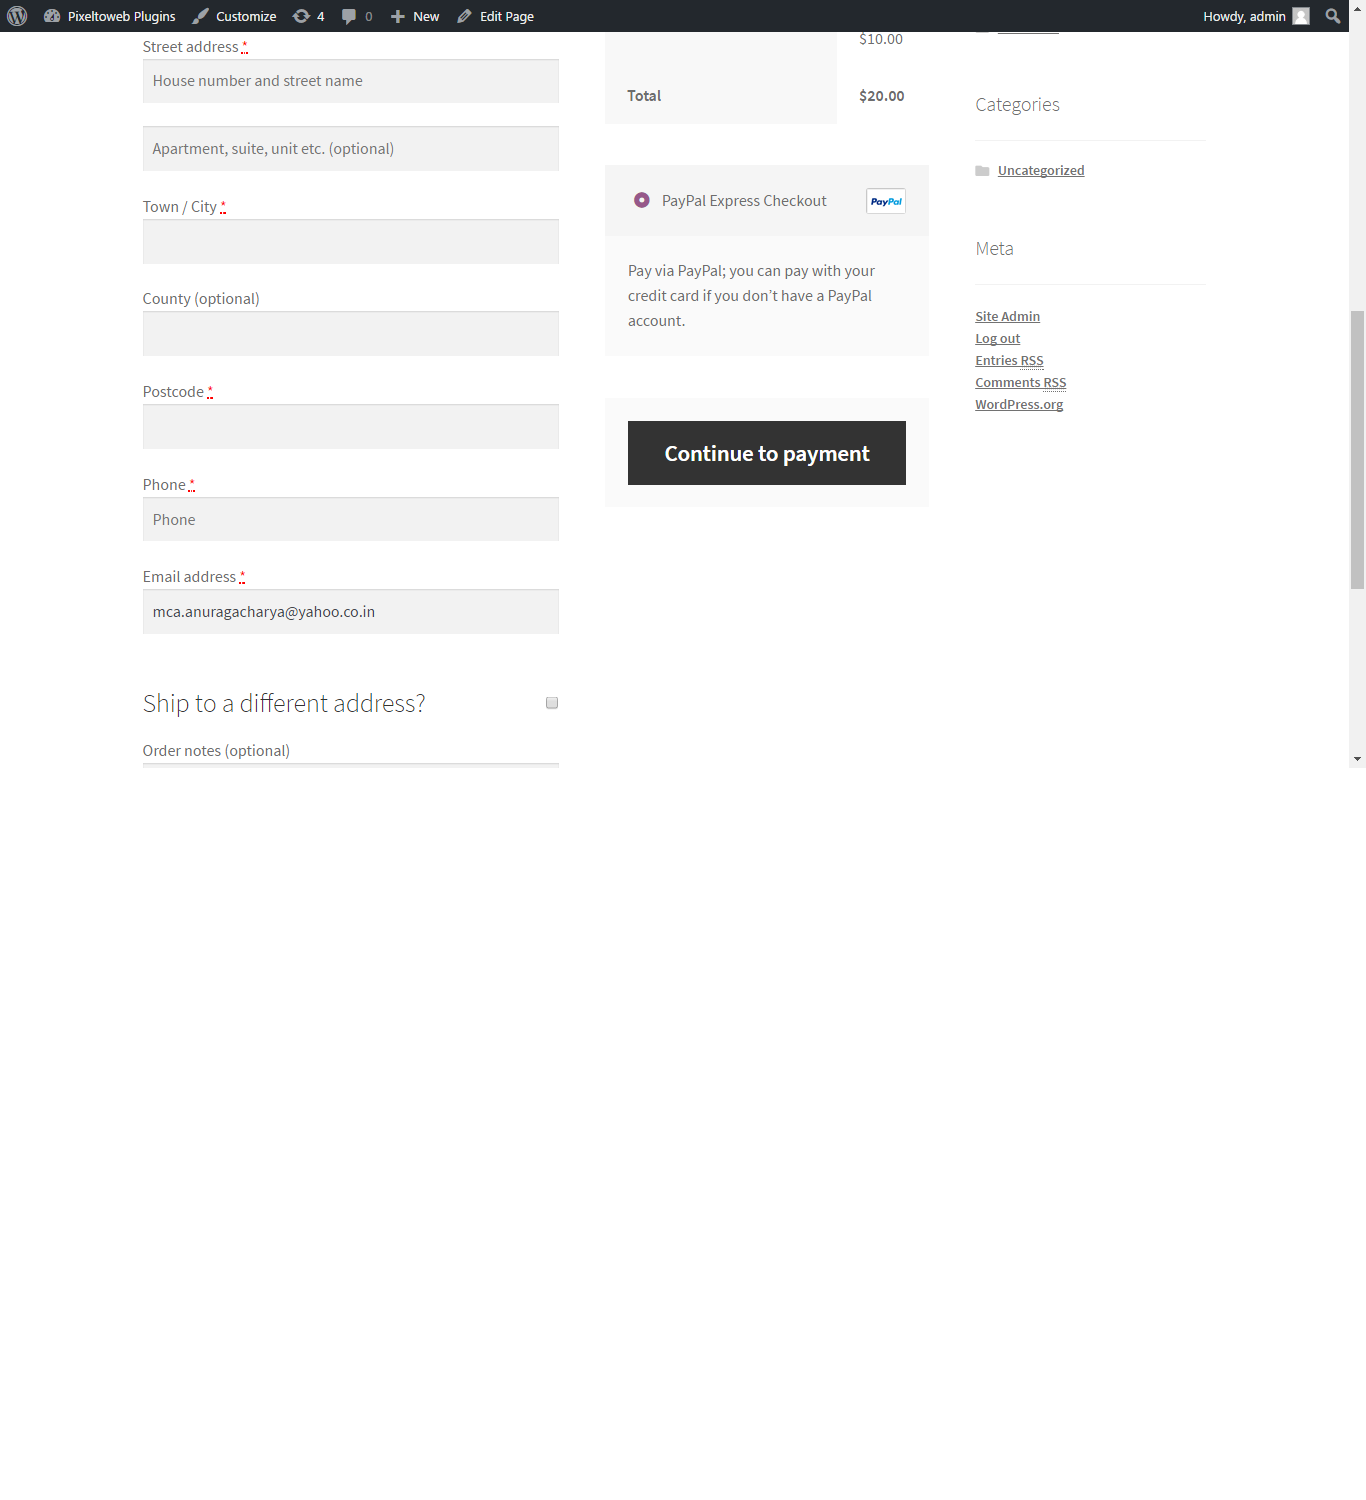 Pixeltoweb Plugins Customize 4 0 New Edit Page Howdy, admin
Street address *
House number and street name
Apartment, suite, unit etc. (optional)
Town / City *
County (optional)
Postcode *
Phone *
Phone
Email address *
mca.anuragacharya@yahoo.co.in
Ship to a different address?
Order notes (optional)
$10.00
Total $20.00
PayPal Express Checkout PayPal
Pay via PayPal; you can pay with your
credit card if you don’t have a PayPal
account.
Continue to payment
Categories
Uncategorized
Meta
Site Admin
Log out
Entries RSS
Comments RSS
WordPress.org